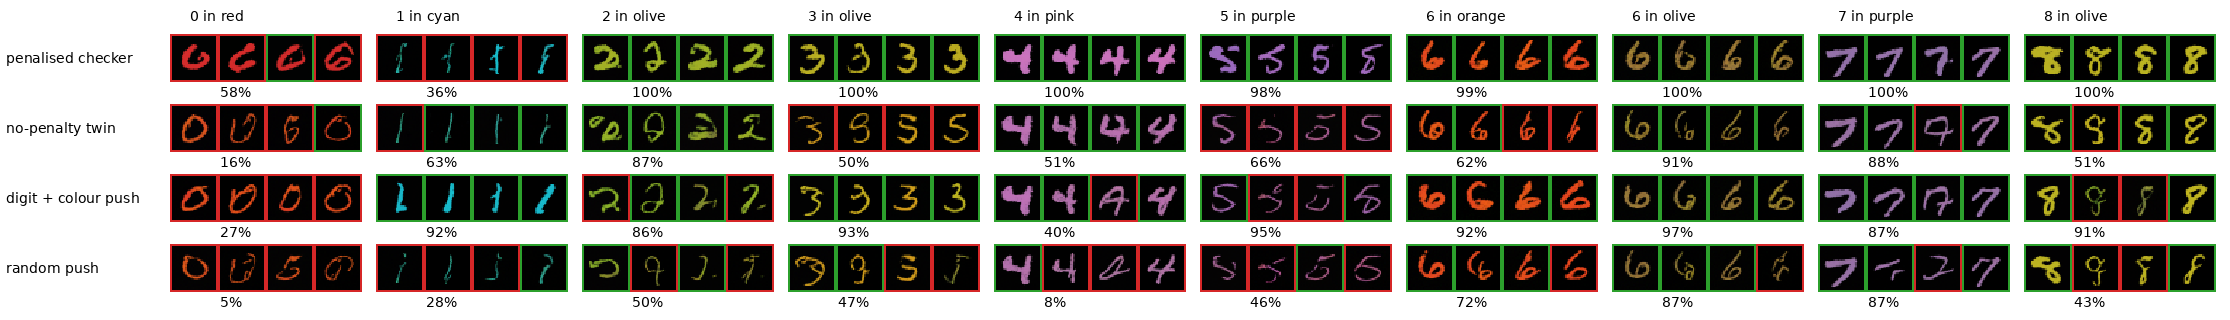 0 in red 1 in cyan 2 in olive 3 in olive 4 in pink 5 in purple 6 in orange 6 in olive 7 in purple 8 in olive
penalised checker
58% 36% 100% 100% 100% 98% 99% 100% 100% 100%
no-penalty twin
16% 63% 87% 50% 51% 66% 62% 91% 88% 51%
digit + colour push
27% 92% 86% 93% 40% 95% 92% 97% 87% 91%
random push
5% 28% 50% 47% 8% 46% 72% 87% 87% 43%